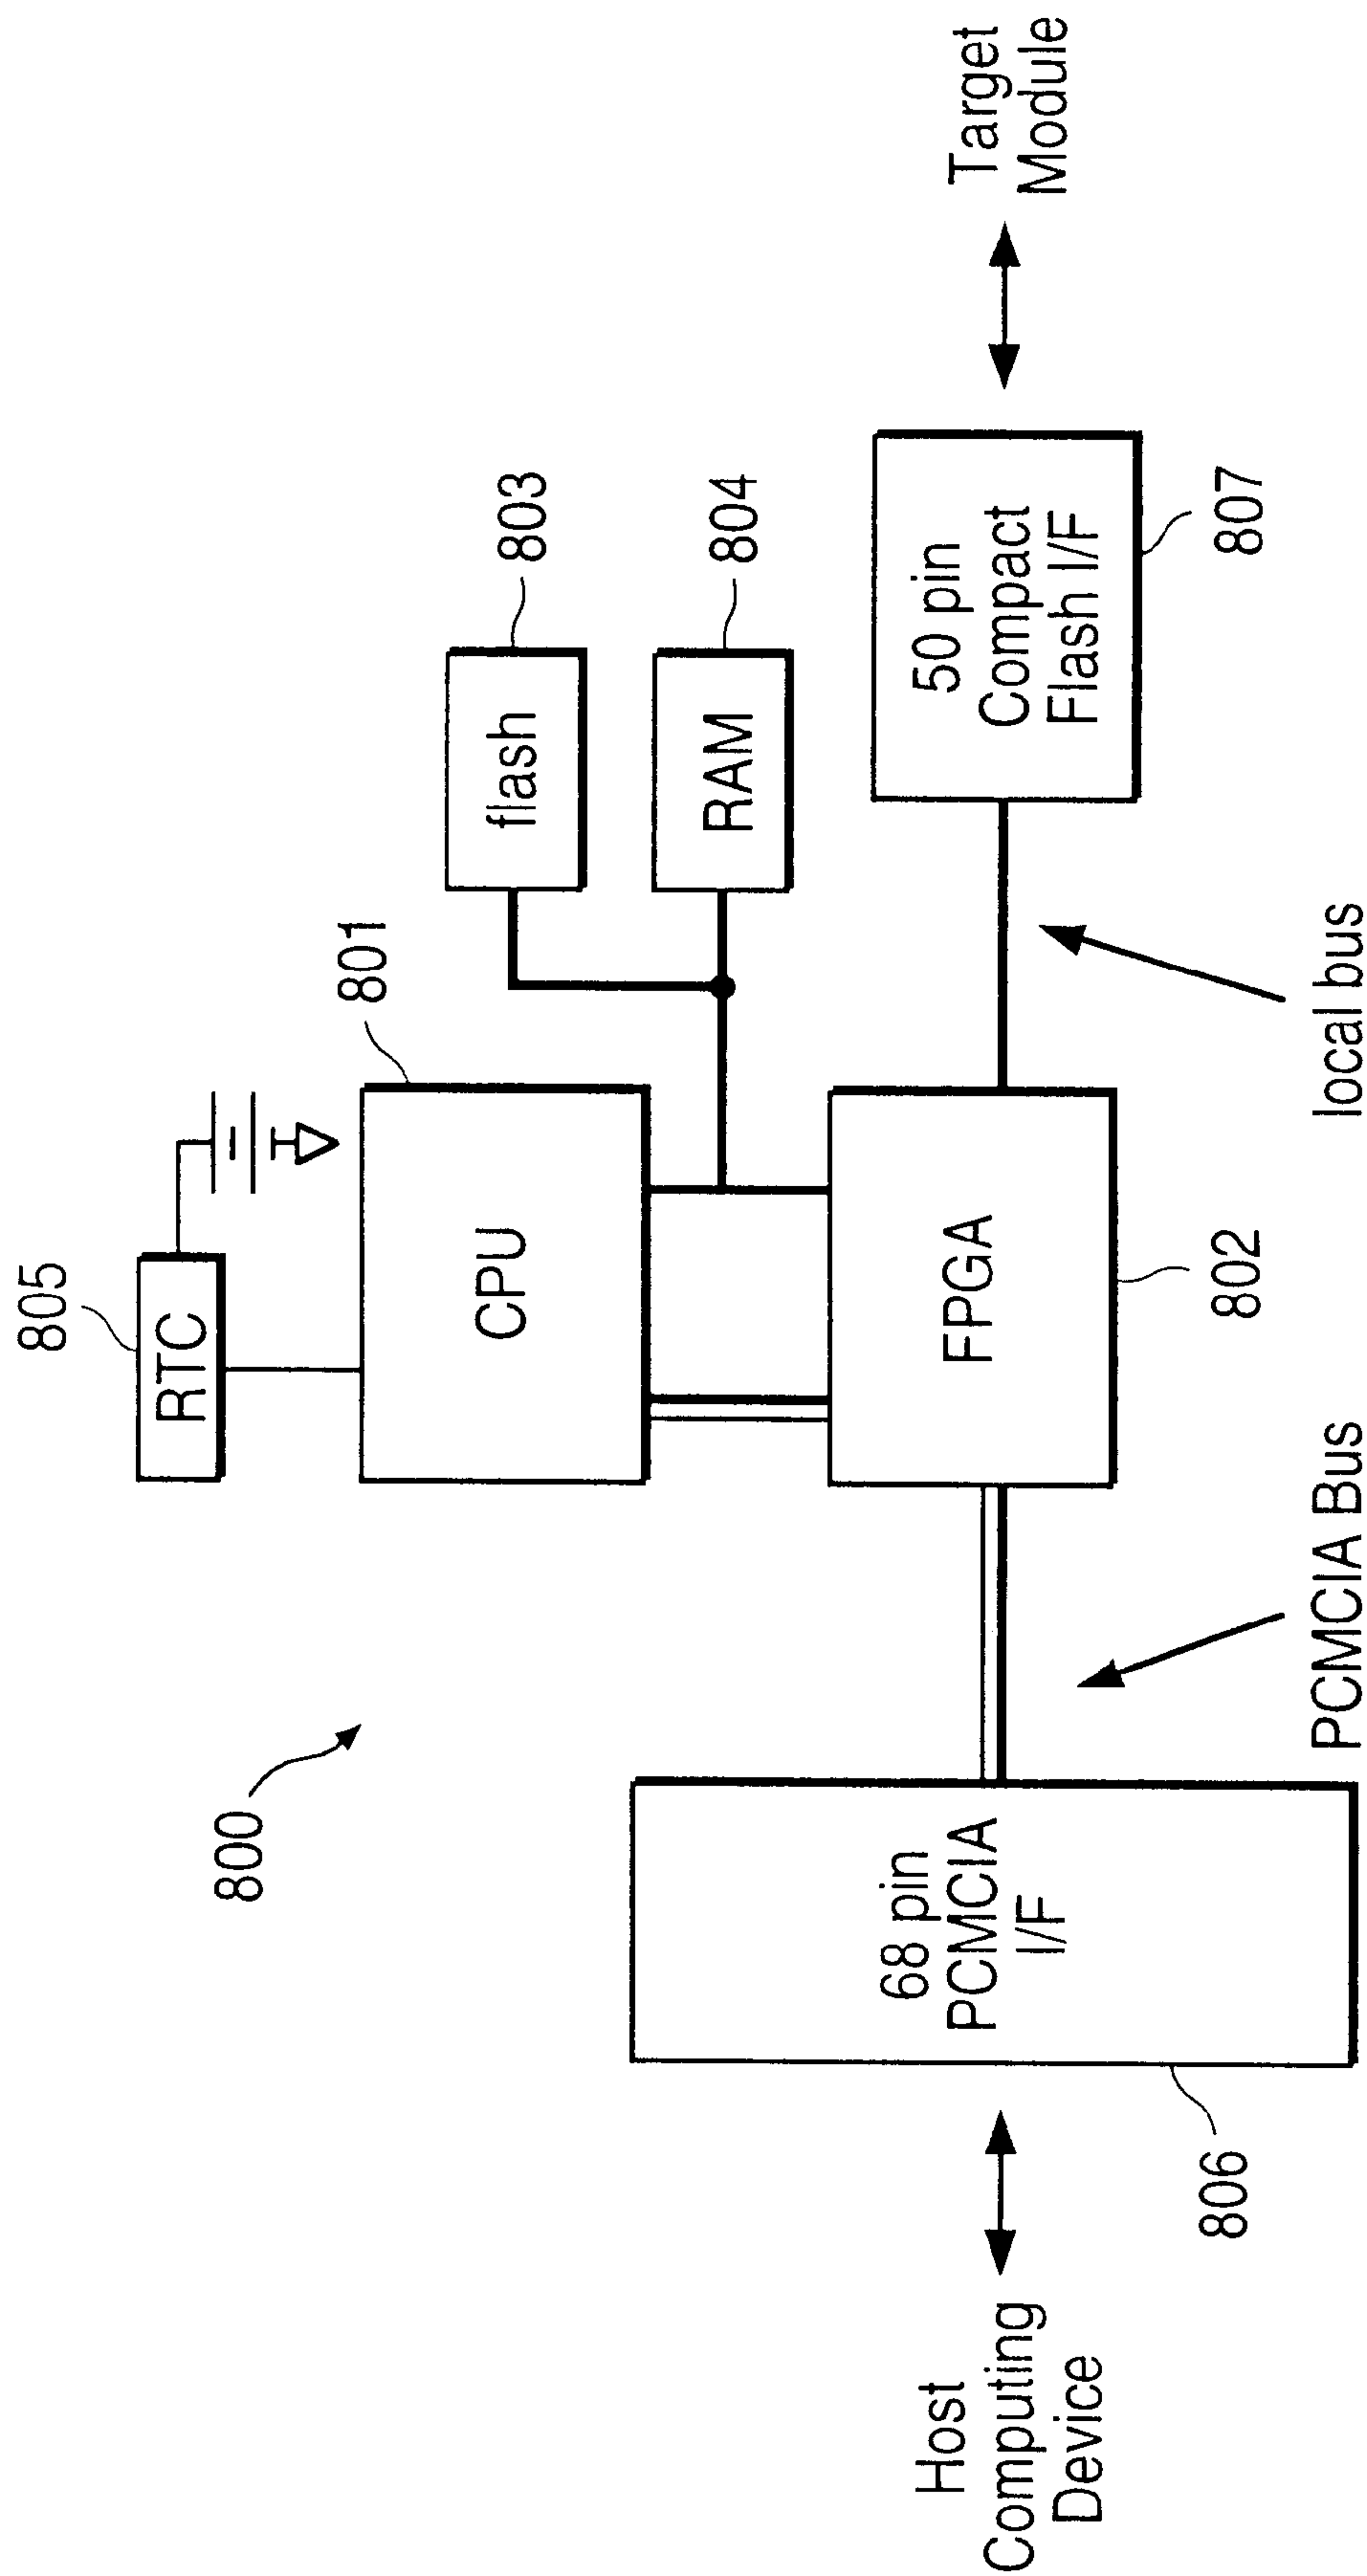 805
RTC
801
CPU
flash
803
RAM
804
800
Host
Computing
Device
68 pin
PCMCIA
I/F
806
FPGA
802
50 pin
Compact
Flash I/F
807
Target
Module
PCMCIA Bus
local bus